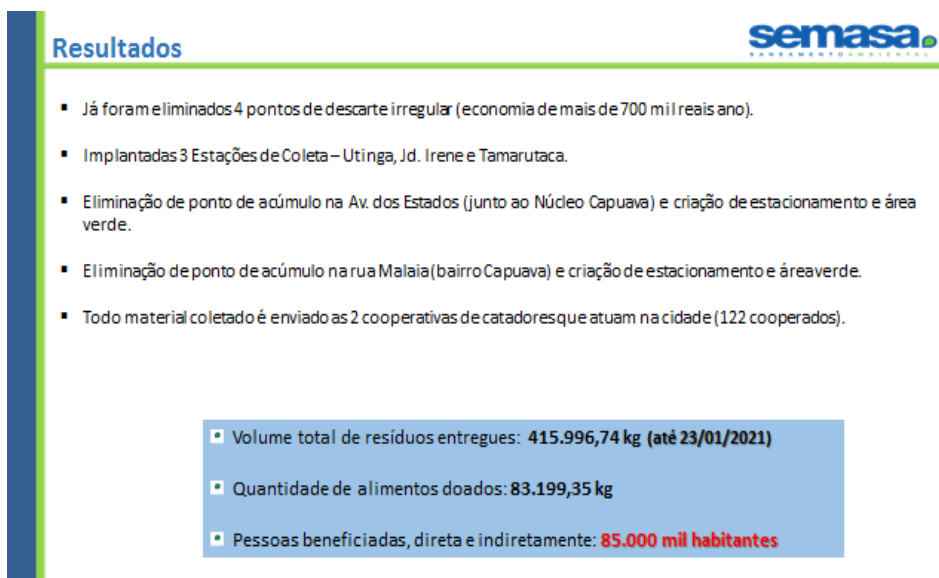 Resultados
semasa
SANEAMENTO AMBIENTAL
▪ Já foram eliminados 4 pontos de descarte irregular (economia de mais de 700 mil reais ano).
▪ Implantadas 3 Estações de Coleta – Utinga, Jd. Irene e Tamarutaca.
▪ Eliminação de ponto de acúmulo na Av. dos Estados (junto ao Núcleo Capuava) e criação de estacionamento e área
verde.
▪ Eliminação de ponto de acúmulo na rua Malaia (bairro Capuava) e criação de estacionamento e área verde.
▪ Todo material coletado é enviado as 2 cooperativas de catadores que atuam na cidade (122 cooperados).
• Volume total de resíduos entregues: 415.996,74 kg (até 23/01/2021)
• Quantidade de alimentos doados: 83.199,35 kg
• Pessoas beneficiadas, direta e indiretamente: 85.000 mil habitantes